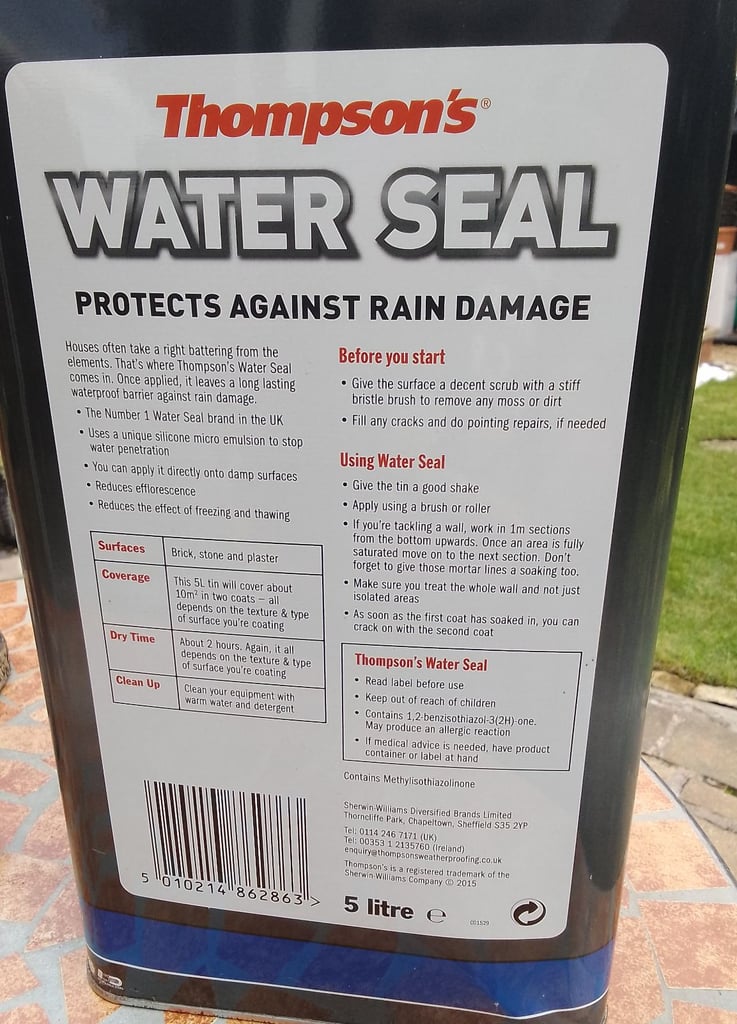 Thompson's®
WATER SEAL
PROTECTS AGAINST RAIN DAMAGE
Houses often take a right battering from the
elements. That's where Thompson's Water Seal
comes in. Once applied, it leaves a long lasting
waterproof barrier against rain damage.
• The Number 1 Water Seal brand in the UK
• Uses a unique silicone micro emulsion to stop
water penetration
• You can apply it directly onto damp surfaces
• Reduces efflorescence
• Reduces the effect of freezing and thawing
Surfaces
Brick, stone and plaster
Coverage
This 5L tin will cover about
10m² in two coats – all
depends on the texture & type
of surface you're coating
Dry Time
About 2 hours. Again, it all
depends on the texture & type
of surface you're coating
Clean Up
Clean your equipment with
warm water and detergent
5 010214 862863 >
Before you start
• Give the surface a decent scrub with a stiff
bristle brush to remove any moss or dirt
• Fill any cracks and do pointing repairs, if needed
Using Water Seal
• Give the tin a good shake
• Apply using a brush or roller
• If you're tackling a wall, work in 1m sections
from the bottom upwards. Once an area is fully
saturated move on to the next section. Don't
forget to give those mortar lines a soaking too.
• Make sure you treat the whole wall and not just
isolated areas
• As soon as the first coat has soaked in, you can
crack on with the second coat
Thompson's Water Seal
• Read label before use
• Keep out of reach of children
• Contains 1,2-benzisothiazol-3(2H)-one.
May produce an allergic reaction
• If medical advice is needed, have product
container or label at hand
Contains Methylisothiazolinone
Sherwin-Williams Diversified Brands Limited
Thorncliffe Park, Chapeltown, Sheffield S35 2YP
Tel: 0114 246 7171 (UK)
Tel: 00353 1 2135760 (Ireland)
enquiry@thompsonsweatherproofing.co.uk
Thompson's is a registered trademark of the
Sherwin-Williams Company © 2015
5 litre ℮
C01529